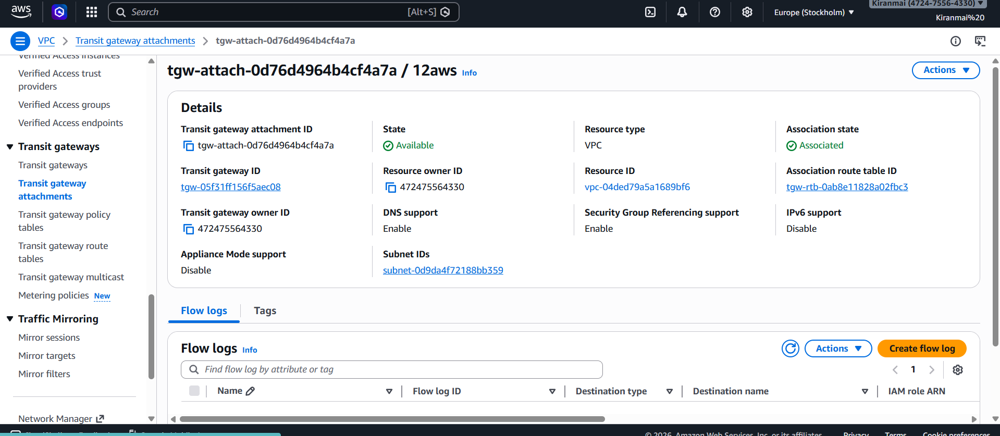 aws
Search
[Alt+S]
Europe (Stockholm)
Kiranmai (4724-7556-4330)
Kiranmai%20
VPC
Transit gateway attachments
tgw-attach-0d76d4964b4cf4a7a
Verified Access instances
Verified Access trust
providers
Verified Access groups
Verified Access endpoints
Transit gateways
Transit gateways
Transit gateway
attachments
Transit gateway policy
tables
Transit gateway route
tables
Transit gateway multicast
Metering policies New
Traffic Mirroring
Mirror sessions
Mirror targets
Mirror filters
Network Manager
tgw-attach-0d76d4964b4cf4a7a / 12aws Info
Actions
Details
Transit gateway attachment ID
tgw-attach-0d76d4964b4cf4a7a
State
Available
Resource type
VPC
Association state
Associated
Transit gateway ID
tgw-05f31ff156f5aec08
Resource owner ID
472475564330
Resource ID
vpc-04ded79a5a1689bf6
Association route table ID
tgw-rtb-0ab8e11828a02fbc3
Transit gateway owner ID
472475564330
DNS support
Enable
Security Group Referencing support
Enable
IPv6 support
Disable
Appliance Mode support
Disable
Subnet IDs
subnet-0d9da4f72188bb359
Flow logs
Tags
Flow logs Info
Actions
Create flow log
Find flow log by attribute or tag
1
Name
Flow log ID
Destination type
Destination name
IAM role ARN
© 2026, Amazon Web Services, Inc. or its affiliates.
Privacy
Terms
Cookie preferences